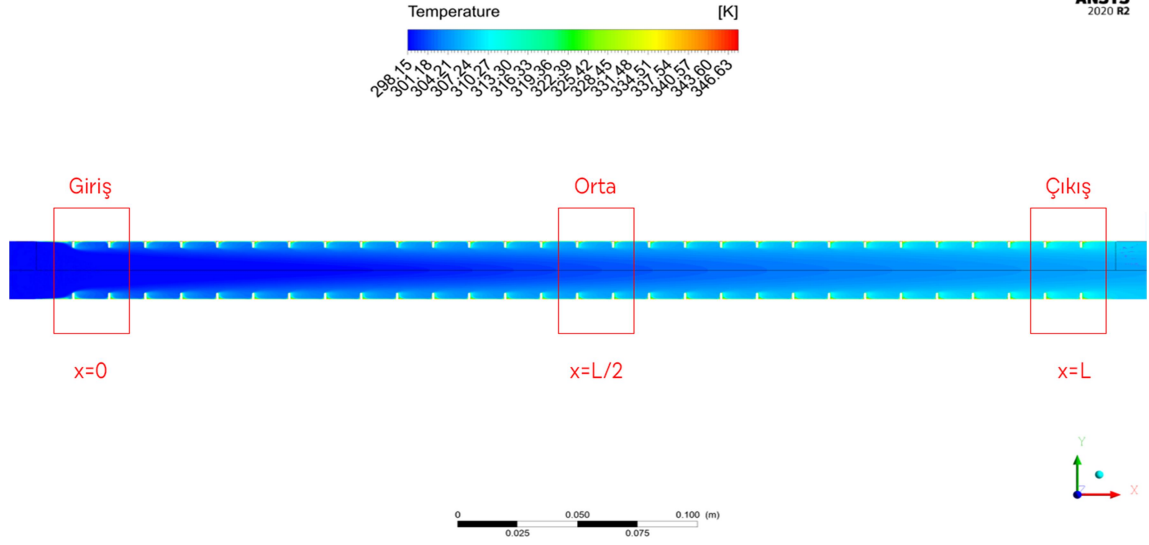 ANSYS
2020 R2
Temperature [K]
298.15 301.18 304.21 307.24 310.27 313.30 316.33 319.36 322.39 325.42 328.45 331.48 334.51 337.54 340.57 343.60 346.63
Giriş Orta Çıkış
x=0 x=L/2 x=L
Y
Z X
0 0.050 0.100 (m)
0.025 0.075